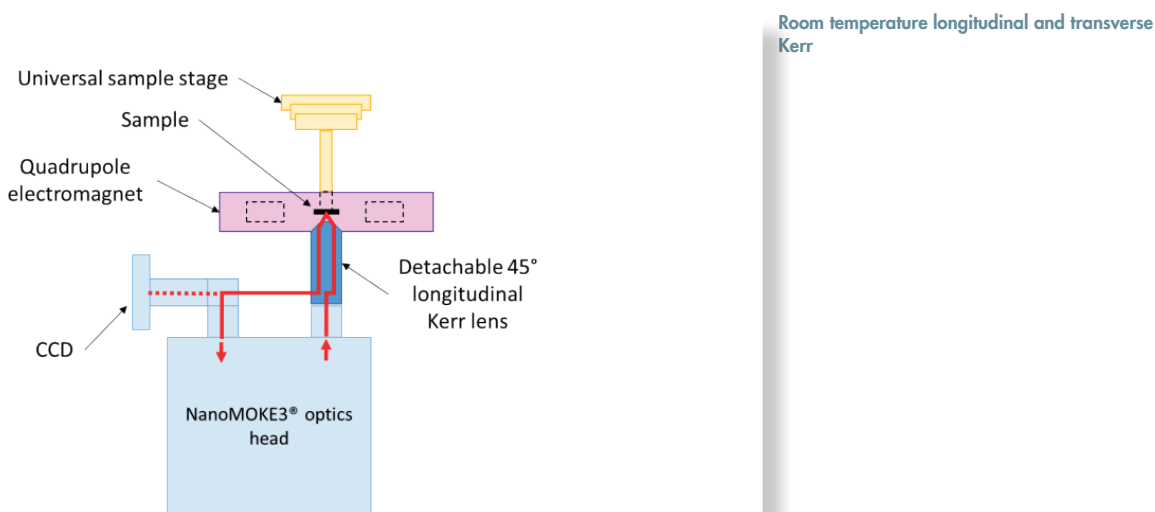 Room temperature longitudinal and transverse
Kerr
Universal sample stage
Sample
Quadrupole
electromagnet
Detachable 45°
longitudinal
Kerr lens
CCD
NanoMOKE3® optics
head